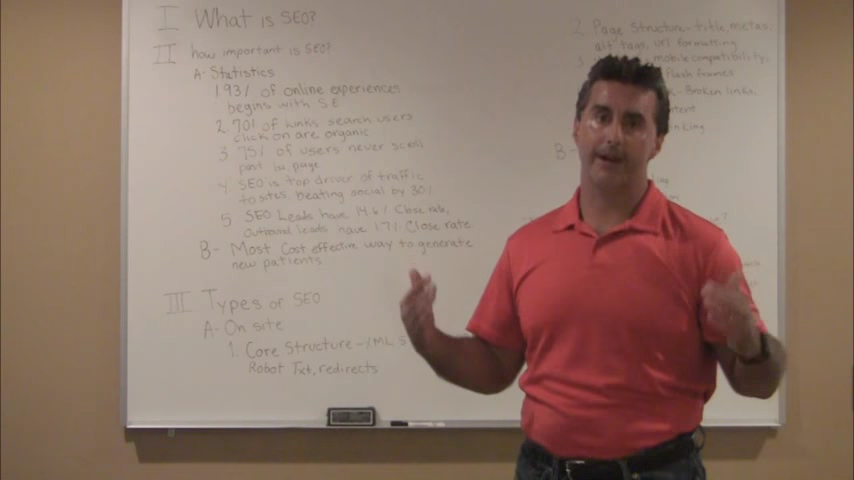 I What is SEO?
II how important is SEO?
A- Statistics
1. 93% of online experiences
begins with SE
2. 70% of links search users
click on are organic
3. 75% of users never scroll
past 1st page
4. SEO is top driver of traffic
to sites, beating social by 30%
5. SEO Leads have 14.6% Close rate,
outbound leads have 1.7% Close rate
B- Most Cost effective way to generate
new patients
III Types of SEO
A- On site
1. Core Structure - XML S
Robot Txt, redirects
2. Page Structure - title, metas,
alt tags, url formatting
3. mobile compatibility,
flash frames
- Broken links
linking
B-